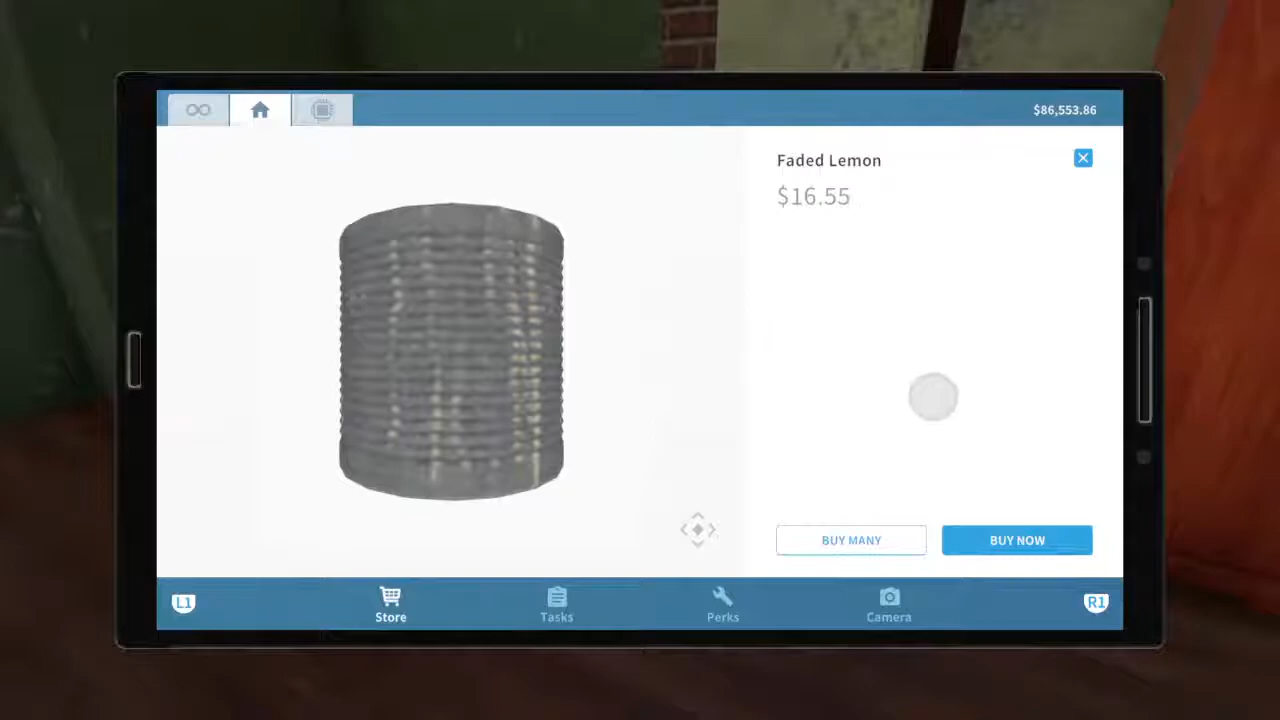 $86,553.86
Faded Lemon
$16.55
BUY MANY
BUY NOW
L1
Store
Tasks
Perks
Camera
R1